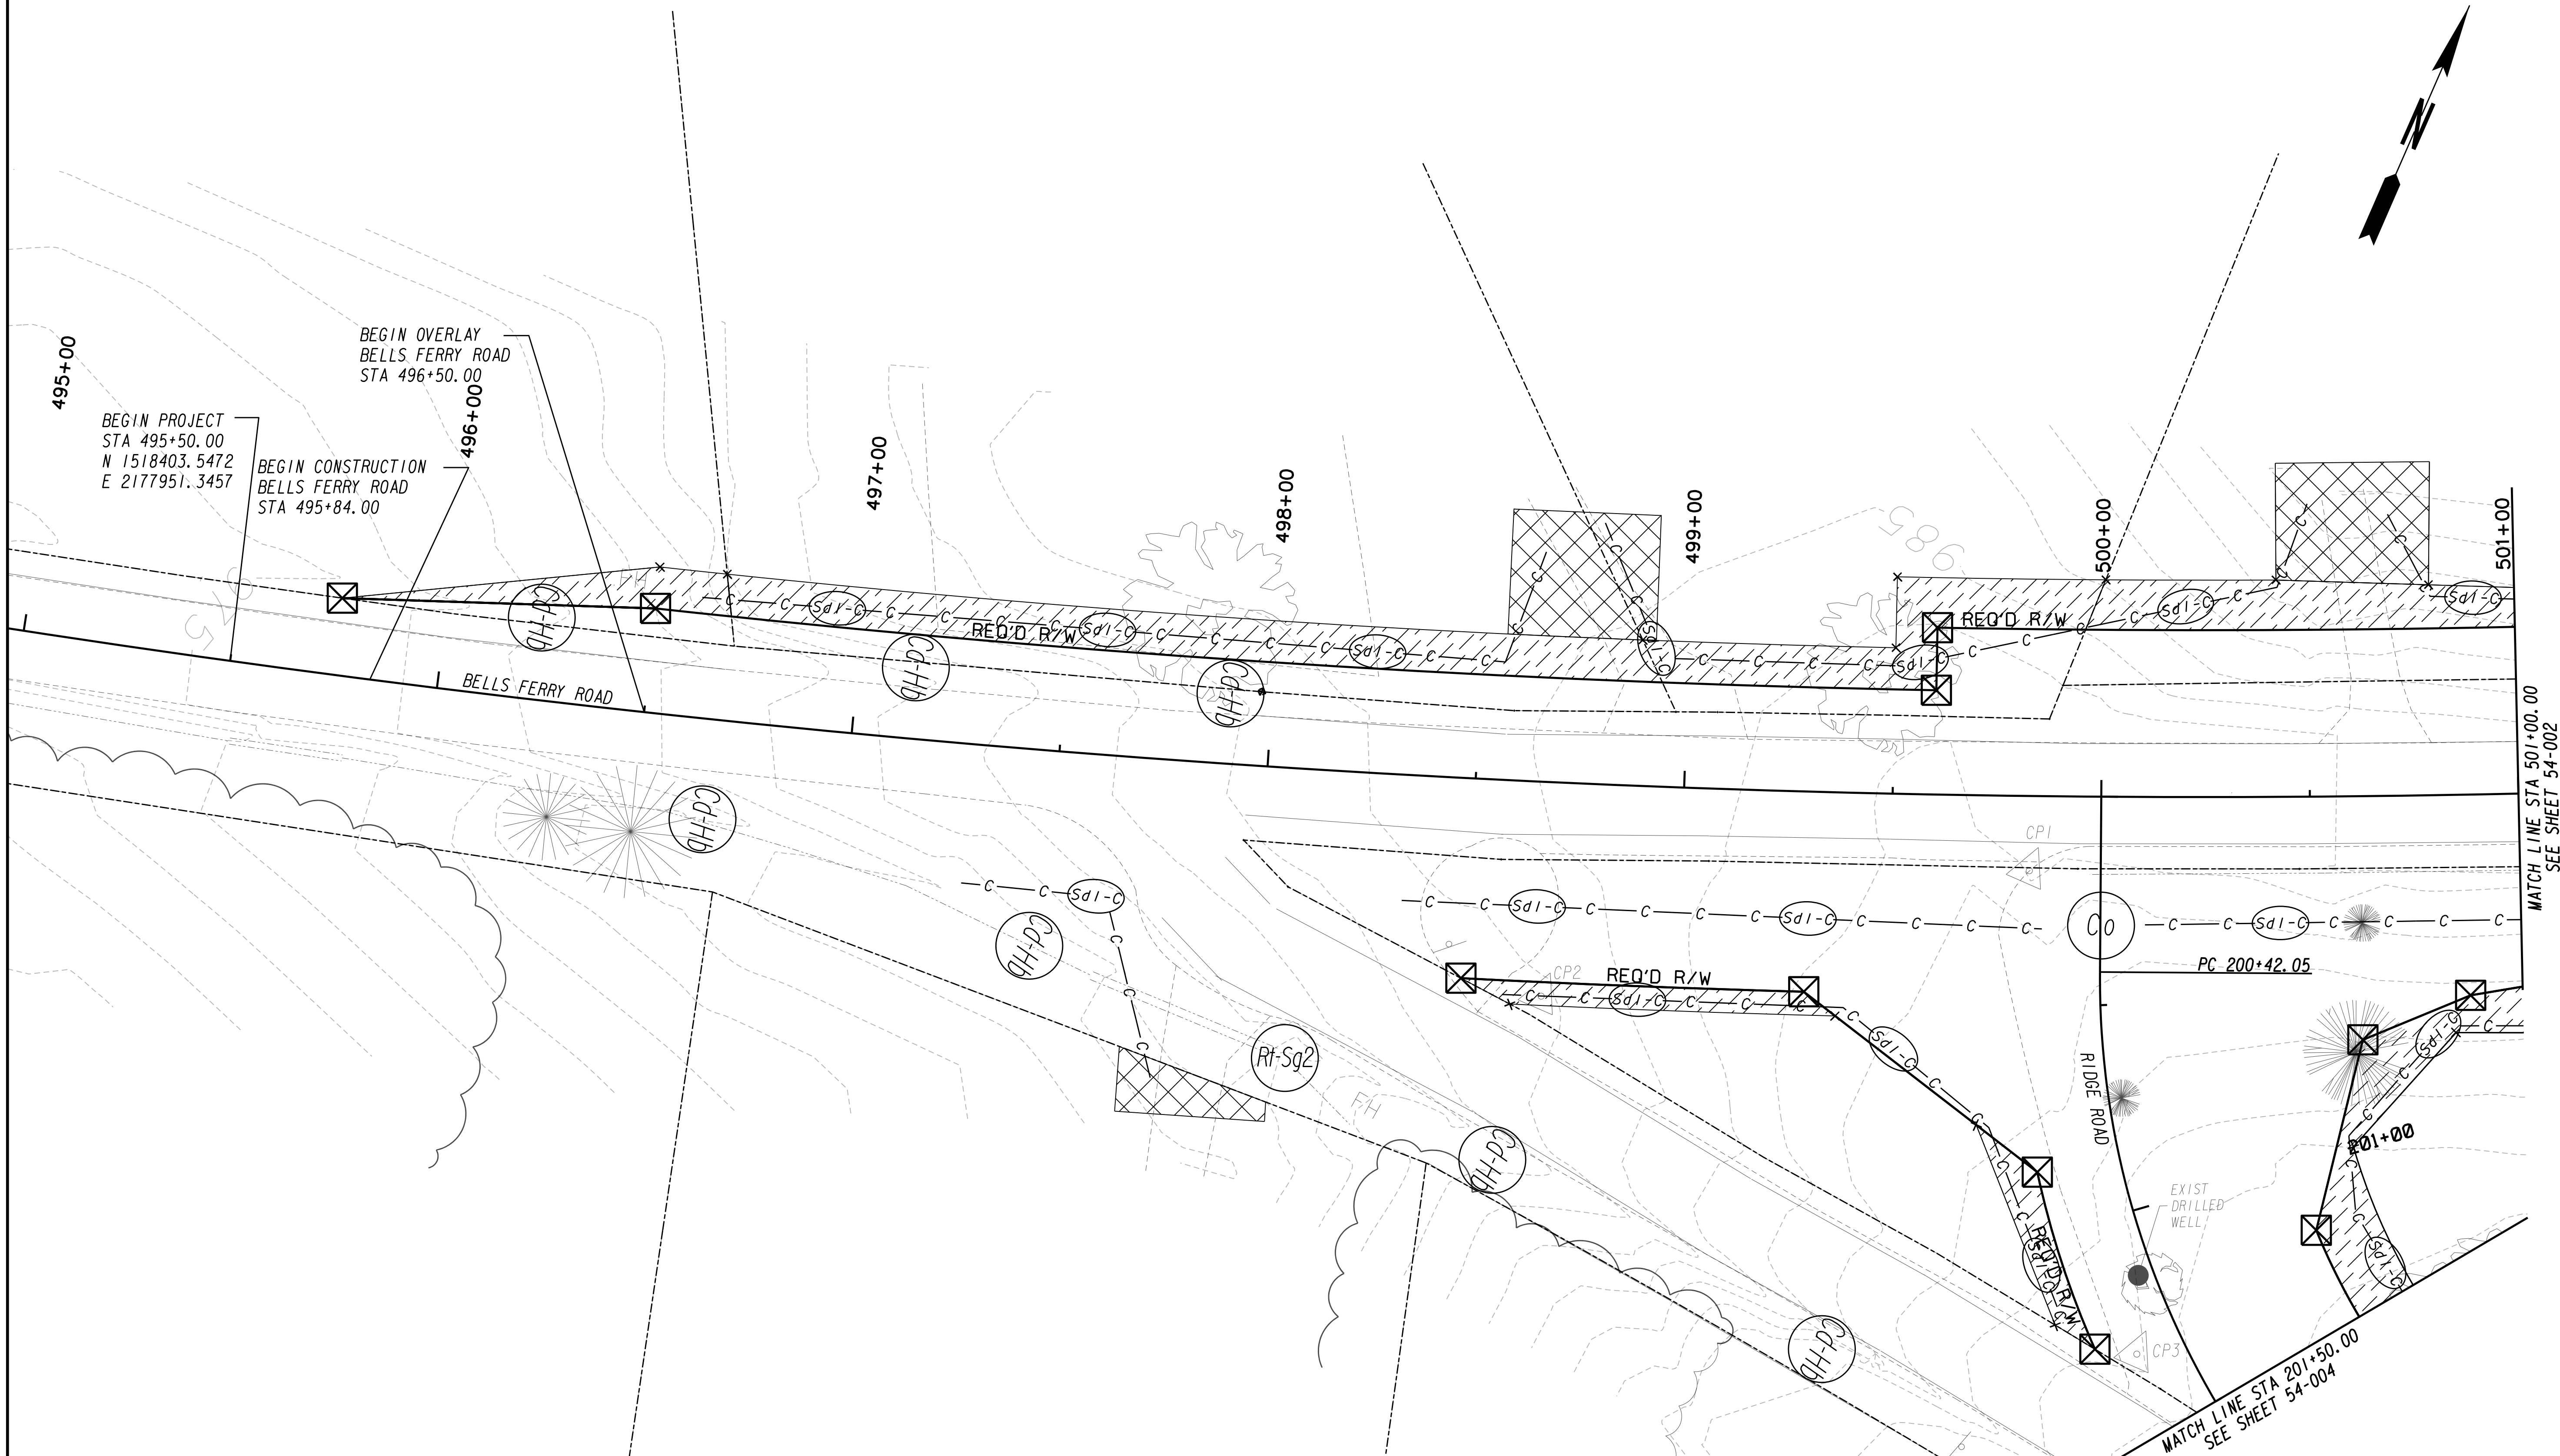 N
495+00
BEGIN OVERLAY
BELLS FERRY ROAD
STA 496+50.00
BEGIN PROJECT
STA 495+50.00
N 1518403.5472
E 2177951.3457
496+00
BEGIN CONSTRUCTION
BELLS FERRY ROAD
STA 495+84.00
497+00
498+00
499+00
985
500+00
501+00
975
Cd-Hb
C
Sd1-C
C C
REQ'D R/W
Sd1-C
C C C C
Sd1-C
C C
C C
C C
Sd1-C
C C C C
Sd1-C
C C
REQ'D R/W
C C
Sd1-C
C
C C
C C
Sd1-C
Cd-Hb
Cd-Hb
BELLS FERRY ROAD
MATCH LINE STA 501+00.00
SEE SHEET 54-002
Cd-Hb
CP1
C C
Sd1-C
C C C
C C
Sd1-C
C C C C
Sd1-C
C C C C
Co
C C
Sd1-C
C C C C
Cd-Hb
CP2
REQ'D R/W
C C
Sd1-C
C C C
C
Sd1-C
C C
PC 200+42.05
Rt-Sg2
FH
Cd-Hb
RIDGE ROAD
Sd1-C
C
C
201+00
C
C
Sd1-C
EXIST
DRILLED
WELL
C
C
Sd1-C
REQ'D R/W
C
Cd-Hb
CP3
MATCH LINE STA 201+50.00
SEE SHEET 54-004